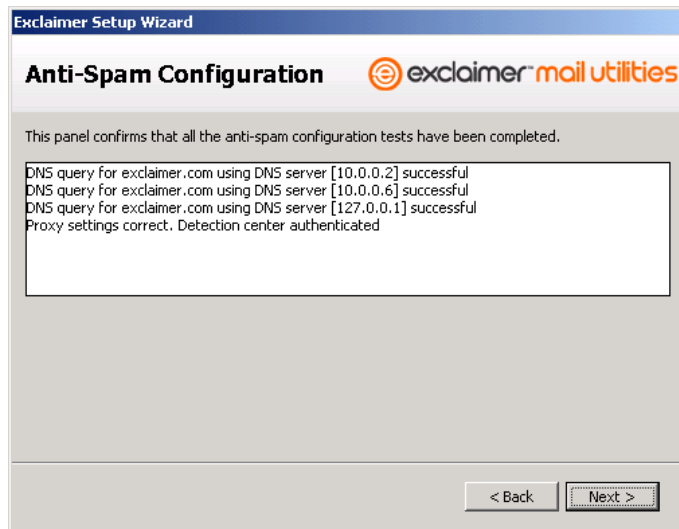 Exclaimer Setup Wizard
Anti-Spam Configuration
exclaimer™mail utilities
This panel confirms that all the anti-spam configuration tests have been completed.
DNS query for exclaimer.com using DNS server [10.0.0.2] successful
DNS query for exclaimer.com using DNS server [10.0.0.6] successful
DNS query for exclaimer.com using DNS server [127.0.0.1] successful
Proxy settings correct. Detection center authenticated
< Back
Next >